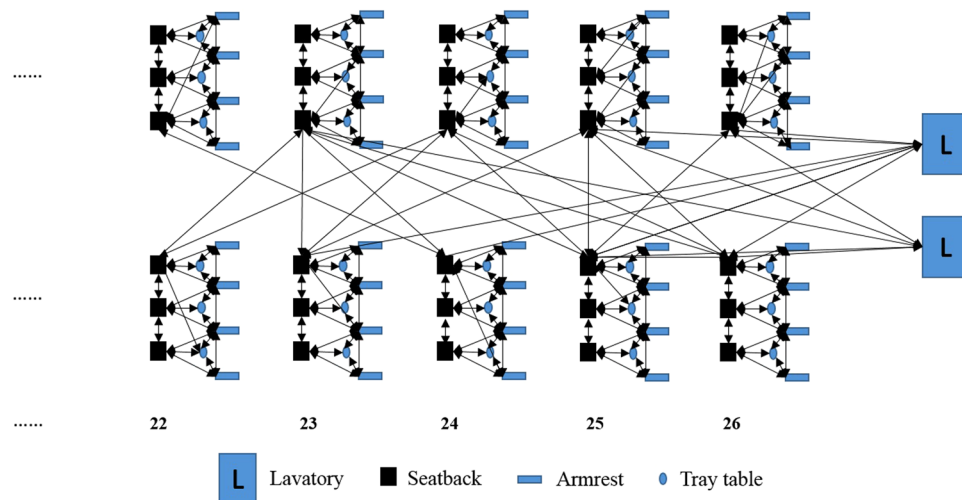 ......
L
L
......
...... 22 23 24 25 26
L Lavatory Seatback Armrest Tray table